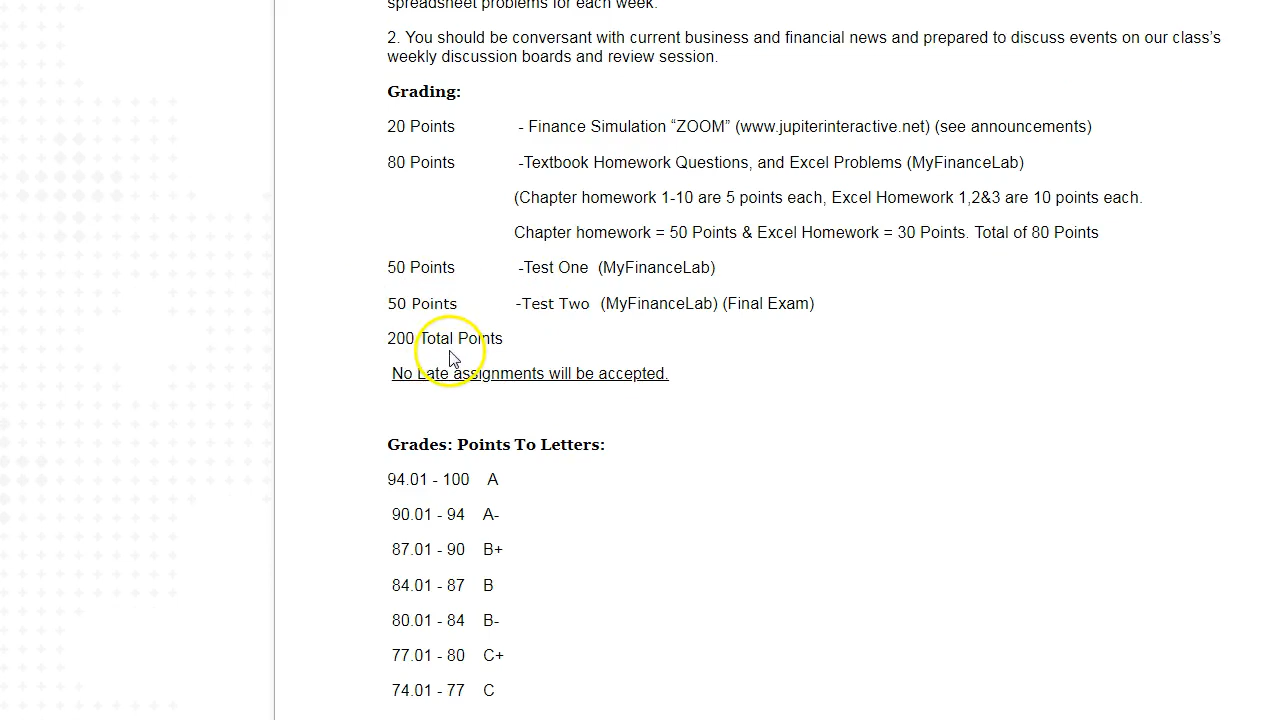 spreadsheet problems for each week.
2. You should be conversant with current business and financial news and prepared to discuss events on our class’s
weekly discussion boards and review session.
Grading:
20 Points - Finance Simulation “ZOOM” (www.jupiterinteractive.net) (see announcements)
80 Points -Textbook Homework Questions, and Excel Problems (MyFinanceLab)
(Chapter homework 1-10 are 5 points each, Excel Homework 1,2&3 are 10 points each.
Chapter homework = 50 Points & Excel Homework = 30 Points. Total of 80 Points
50 Points -Test One (MyFinanceLab)
50 Points -Test Two (MyFinanceLab) (Final Exam)
200 Total Points
No Late assignments will be accepted.
Grades: Points To Letters:
94.01 - 100 A
90.01 - 94 A-
87.01 - 90 B+
84.01 - 87 B
80.01 - 84 B-
77.01 - 80 C+
74.01 - 77 C